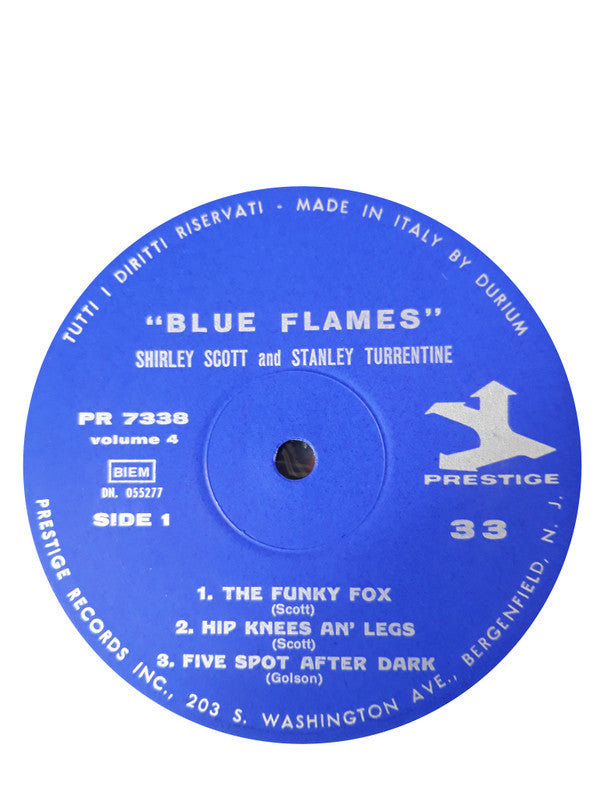 TUTTI I DIRITTI RISERVATI - MADE IN ITALY BY DURIUM
"BLUE FLAMES"
SHIRLEY SCOTT and STANLEY TURRENTINE
PR 7338
volume 4
BIEM
DN. 055277
SIDE 1
PRESTIGE
33
1. THE FUNKY FOX
(Scott)
2. HIP KNEES AN' LEGS
(Scott)
3. FIVE SPOT AFTER DARK
(Golson)
PRESTIGE RECORDS INC., 203 S. WASHINGTON AVE., BERGENFIELD, N. J.